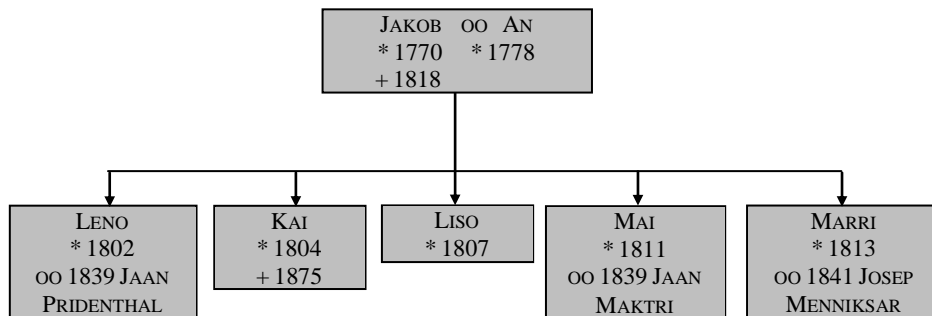 JAKOB OO AN
* 1770 * 1778
+ 1818
LENO
* 1802
OO 1839 JAAN
PRIDENTHAL
KAI
* 1804
+ 1875
LISO
* 1807
MAI
* 1811
OO 1839 JAAN
MAKTRI
MARRI
* 1813
OO 1841 JOSEP
MENNIKSAR